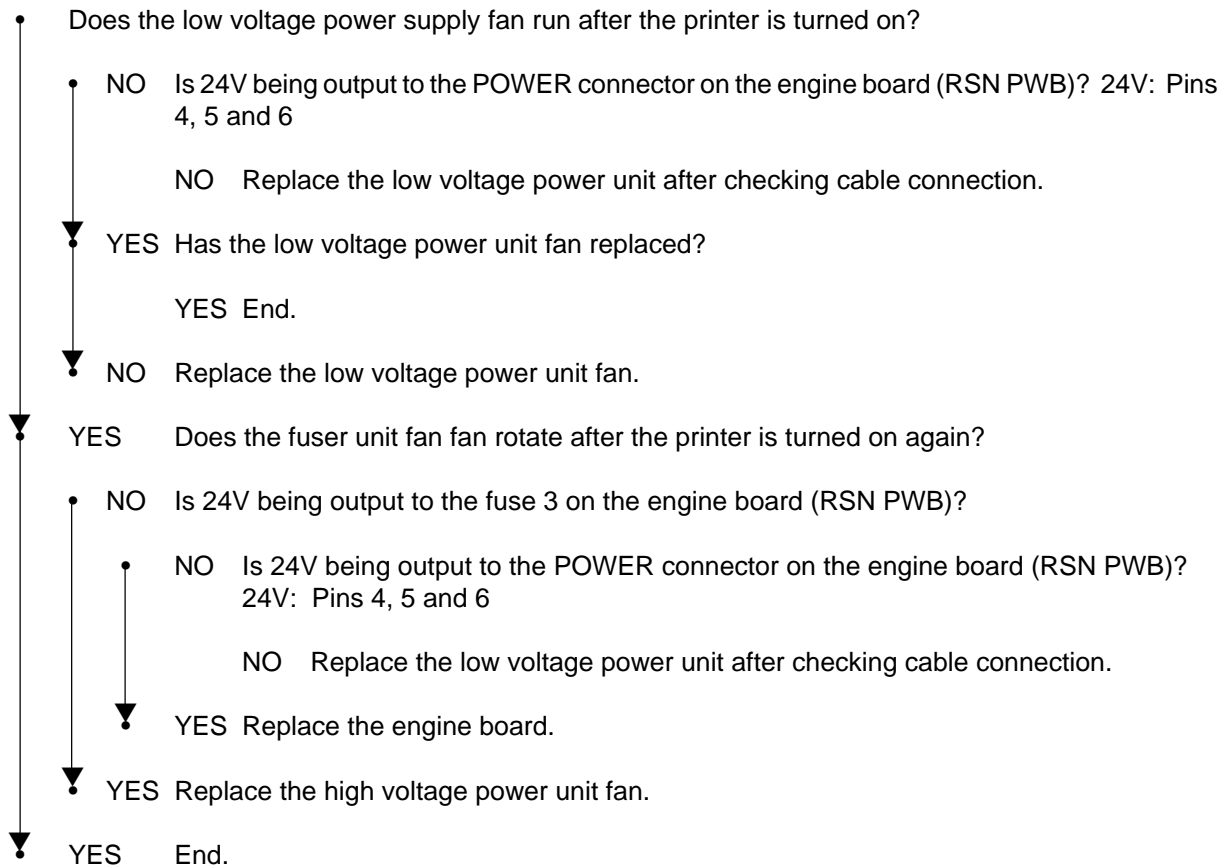 Does the low voltage power supply fan run after the printer is turned on?
NO Is 24V being output to the POWER connector on the engine board (RSN PWB)? 24V: Pins
4, 5 and 6
NO Replace the low voltage power unit after checking cable connection.
YES Has the low voltage power unit fan replaced?
YES End.
NO Replace the low voltage power unit fan.
YES Does the fuser unit fan fan rotate after the printer is turned on again?
NO Is 24V being output to the fuse 3 on the engine board (RSN PWB)?
NO Is 24V being output to the POWER connector on the engine board (RSN PWB)?
24V: Pins 4, 5 and 6
NO Replace the low voltage power unit after checking cable connection.
YES Replace the engine board.
YES Replace the high voltage power unit fan.
YES End.